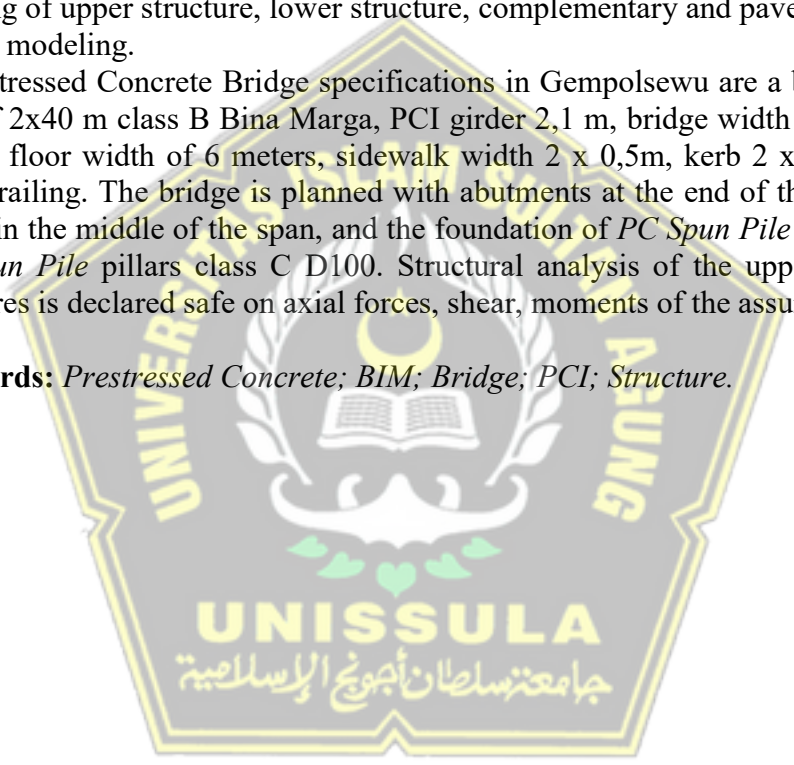 g of upper structure, lower structure, complementary and pave
modeling.
tressed Concrete Bridge specifications in Gempolsewu are a
2x40 m class B Bina Marga, PCI girder 2,1 m, bridge width
floor width of 6 meters, sidewalk width 2 x 0,5m, kerb 2 x
railing. The bridge is planned with abutments at the end of th
in the middle of the span, and the foundation of PC Spun Pile
un Pile pillars class C D100. Structural analysis of the upp
res is declared safe on axial forces, shear, moments of the assu
rds: Prestressed Concrete; BIM; Bridge; PCI; Structure.
UNIVERSITAS ISLAM SULTAN AGUNG
UNISSULA
جامعة سلطان أجونج الإسلامية